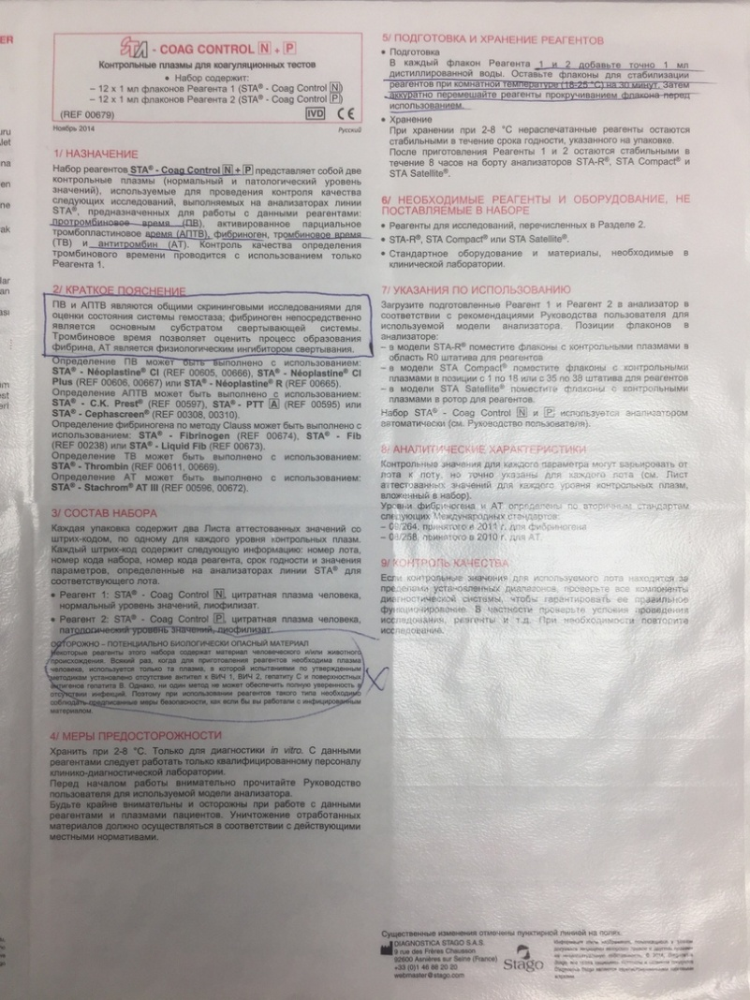 ER
STA - COAG CONTROL N + P
Контрольные плазмы для коагуляционных тестов
• Набор содержит:
– 12 x 1 мл флаконов Реагента 1 (STA® - Coag Control N)
– 12 x 1 мл флаконов Реагента 2 (STA® - Coag Control P)
(REF 00679) IVD CE
Ноябрь 2014 Русский
1/ НАЗНАЧЕНИЕ
Набор реагентов STA® - Coag Control N + P представляет собой две
контрольные плазмы (нормальный и патологический уровень
значений), используемые для проведения контроля качества
следующих исследований, выполняемых на анализаторах линии
STA®, предназначенных для работы с данными реагентами:
протромбиновое время (ПВ), активированное парциальное
тромбопластиновое время (АПТВ), фибриноген, тромбиновое время
(ТВ) и антитромбин (АТ). Контроль качества определения
тромбинового времени проводится с использованием только
Реагента 1.
2/ КРАТКОЕ ПОЯСНЕНИЕ
ПВ и АПТВ являются общими скрининговыми исследованиями для
оценки состояния системы гемостаза; фибриноген непосредственно
является основным субстратом свертывающей системы.
Тромбиновое время позволяет оценить процесс образования
фибрина, АТ является физиологическим ингибитором свертывания.
Определение ПВ может быть выполнено с использованием:
STA® - Néoplastine® CI (REF 00605, 00666), STA® - Néoplastine® CI
Plus (REF 00606, 00667) или STA® - Néoplastine® R (REF 00665).
Определение АПТВ может быть выполнено с использованием:
STA® - C.K. Prest® (REF 00597), STA® - PTT A (REF 00595) или
STA® - Cephascreen® (REF 00308, 00310).
Определение фибриногена по методу Clauss может быть выполнено с
использованием: STA® - Fibrinogen (REF 00674), STA® - Fib
(REF 00238) или STA® - Liquid Fib (REF 00673).
Определение ТВ может быть выполнено с использованием:
STA® - Thrombin (REF 00611, 00669).
Определение АТ может быть выполнено с использованием:
STA® - Stachrom® AT III (REF 00596, 00672).
3/ СОСТАВ НАБОРА
Каждая упаковка содержит два Листа аттестованных значений со
штрих-кодом, по одному для каждого уровня контрольных плазм.
Каждый штрих-код содержит следующую информацию: номер лота,
номер кода набора, номер кода реагента, срок годности и значения
параметров, определенные на анализаторах линии STA® для
соответствующего лота.
• Реагент 1: STA® - Coag Control N, цитратная плазма человека,
нормальный уровень значений, лиофилизат.
• Реагент 2: STA® - Coag Control P, цитратная плазма человека,
патологический уровень значений, лиофилизат.
ОСТОРОЖНО – ПОТЕНЦИАЛЬНО БИОЛОГИЧЕСКИ ОПАСНЫЙ МАТЕРИАЛ
Некоторые реагенты этого набора содержат материал человеческого и/или животного
происхождения. Всякий раз, когда для приготовления реагентов необходима плазма
человека, используется только та плазма, в которой испытаниями по утвержденным
методикам установлено отсутствие антител к ВИЧ 1, ВИЧ 2, гепатиту С и поверхностных
антигенов гепатита В. Однако, ни один метод не может обеспечить полную уверенность в
отсутствии инфекций. Поэтому при использовании реагентов такого типа необходимо
соблюдать предписанные меры безопасности, как если бы вы работали с инфицированным
материалом.
4/ МЕРЫ ПРЕДОСТОРОЖНОСТИ
Хранить при 2-8 °C. Только для диагностики in vitro. С данными
реагентами следует работать только квалифицированному персоналу
клинико-диагностической лаборатории.
Перед началом работы внимательно прочитайте Руководство
пользователя для используемой модели анализатора.
Будьте крайне внимательны и осторожны при работе с данными
реагентами и плазмами пациентов. Уничтожение отработанных
материалов должно осуществляться в соответствии с действующими
местными нормативами.
5/ ПОДГОТОВКА И ХРАНЕНИЕ РЕАГЕНТОВ
• Подготовка
В каждый флакон Реагента 1 и 2 добавьте точно 1 мл
дистиллированной воды. Оставьте флаконы для стабилизации
реагентов при комнатной температуре (18-25 °C) на 30 минут. Затем
аккуратно перемешайте реагенты прокручиванием флакона перед
использованием.
• Хранение
При хранении при 2-8 °C нераспечатанные реагенты остаются
стабильными в течение срока годности, указанного на упаковке.
После приготовления Реагенты 1 и 2 остаются стабильными в
течение 8 часов на борту анализаторов STA-R®, STA Compact® и
STA Satellite®.
6/ НЕОБХОДИМЫЕ РЕАГЕНТЫ И ОБОРУДОВАНИЕ, НЕ
ПОСТАВЛЯЕМЫЕ В НАБОРЕ
• Реагенты для исследований, перечисленных в Разделе 2.
• STA-R®, STA Compact® или STA Satellite®.
• Стандартное оборудование и материалы, необходимые в
клинической лаборатории.
7/ УКАЗАНИЯ ПО ИСПОЛЬЗОВАНИЮ
Загрузите подготовленные Реагент 1 и Реагент 2 в анализатор в
соответствии с рекомендациями Руководства пользователя для
используемой модели анализатора. Позиции флаконов в
анализаторе:
– в модели STA-R® поместите флаконы с контрольными плазмами в
область R0 штатива для реагентов
– в модели STA Compact® поместите флаконы с контрольными
плазмами в позиции с 1 по 18 или с 35 по 38 штатива для реагентов
– в модели STA Satellite® поместите флаконы с контрольными
плазмами в ротор для реагентов.
Набор STA® - Coag Control N и P используется анализатором
автоматически (см. Руководство пользователя).
8/ АНАЛИТИЧЕСКИЕ ХАРАКТЕРИСТИКИ
Контрольные значения для каждого параметра могут варьировать от
лота к лоту, но точно указаны для каждого лота (см. Лист
аттестованных значений для каждого уровня контрольных плазм,
вложенный в набор).
Уровни фибриногена и АТ определены по вторичным стандартам
следующих Международных стандартов:
– 09/264, принятого в 2011 г. для фибриногена
– 08/258, принятого в 2010 г. для АТ.
9/ КОНТРОЛЬ КАЧЕСТВА
Если контрольные значения для используемого лота находятся за
пределами установленных диапазонов, проверьте все компоненты
диагностической системы, чтобы гарантировать ее правильное
функционирование. В частности проверьте условия проведения
исследования, реагенты и т.д. При необходимости повторите
исследование.
Существенные изменения отмечены пунктирной линией на полях.
DIAGNOSTICA STAGO S.A.S.
9 rue des Frères Chausson
92600 Asnières sur Seine (France)
+33 (0)1 46 88 20 20
webmaster@stago.com
Stago